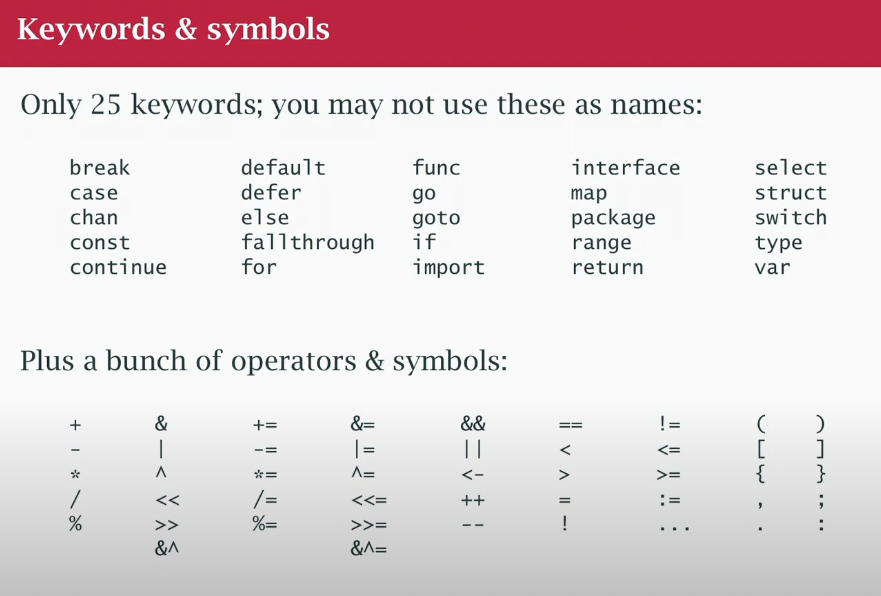 Keywords & symbols
Only 25 keywords; you may not use these as names:
break default func interface select
case defer go map struct
chan else goto package switch
const fallthrough if range type
continue for import return var
Plus a bunch of operators & symbols:
+ & += &= && == != ( )
- | -= |= || < <= [ ]
* ^ *= ^= <- > >= { }
/ << /= <<= ++ = := , ;
% >> %= >>= -- ! ... . :
&^ &^=